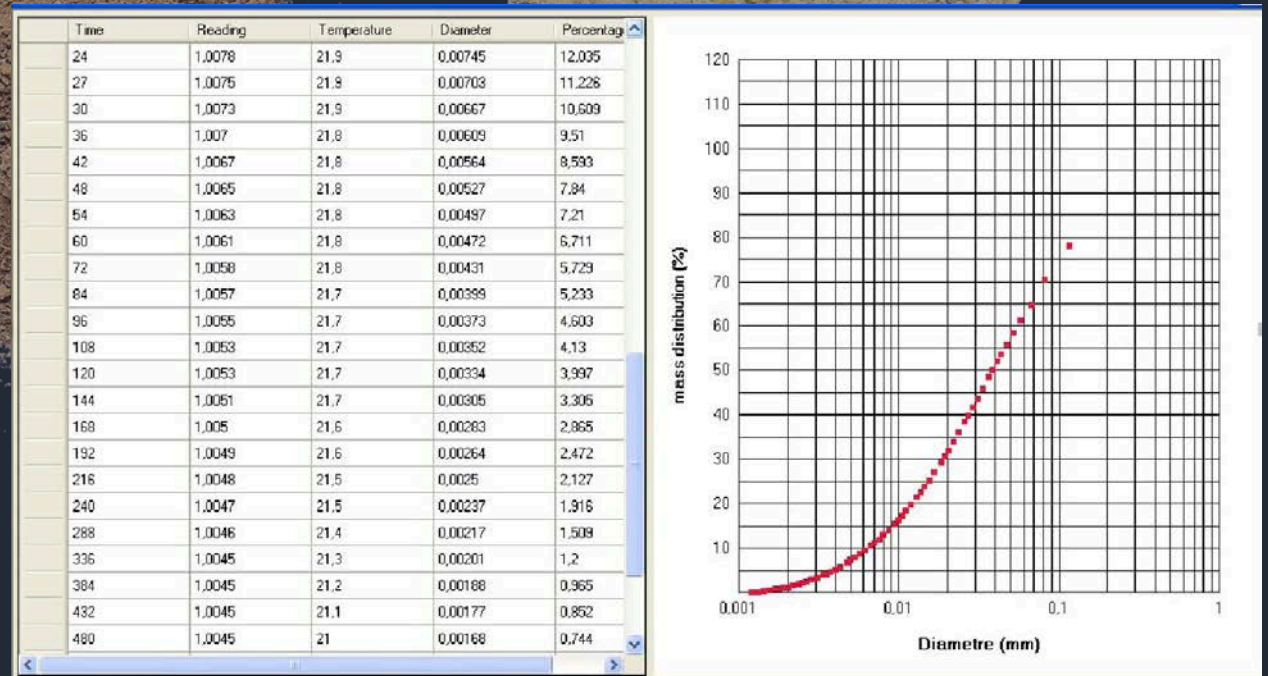 Time Reading Temperature Diameter Percentag
24 1,0078 21,9 0,00745 12,035
27 1,0075 21,9 0,00703 11,226
30 1,0073 21,9 0,00667 10,609
36 1,007 21,8 0,00609 9,51
42 1,0067 21,8 0,00564 8,593
48 1,0065 21,8 0,00527 7,84
54 1,0063 21,8 0,00497 7,21
60 1,0061 21,8 0,00472 6,711
72 1,0058 21,8 0,00431 5,729
84 1,0057 21,7 0,00399 5,233
96 1,0055 21,7 0,00373 4,603
108 1,0053 21,7 0,00352 4,13
120 1,0053 21,7 0,00334 3,997
144 1,0051 21,7 0,00305 3,305
168 1,005 21,6 0,00283 2,865
192 1,0049 21,6 0,00264 2,472
216 1,0048 21,5 0,0025 2,127
240 1,0047 21,5 0,00237 1,916
288 1,0046 21,4 0,00217 1,509
336 1,0045 21,3 0,00201 1,2
384 1,0045 21,2 0,00188 0,965
432 1,0045 21,1 0,00177 0,852
480 1,0045 21 0,00168 0,744
120
110
100
90
80
70
60
50
40
30
20
10
mass distribution (%)
0.001 0.01 0.1 1
Diametre (mm)